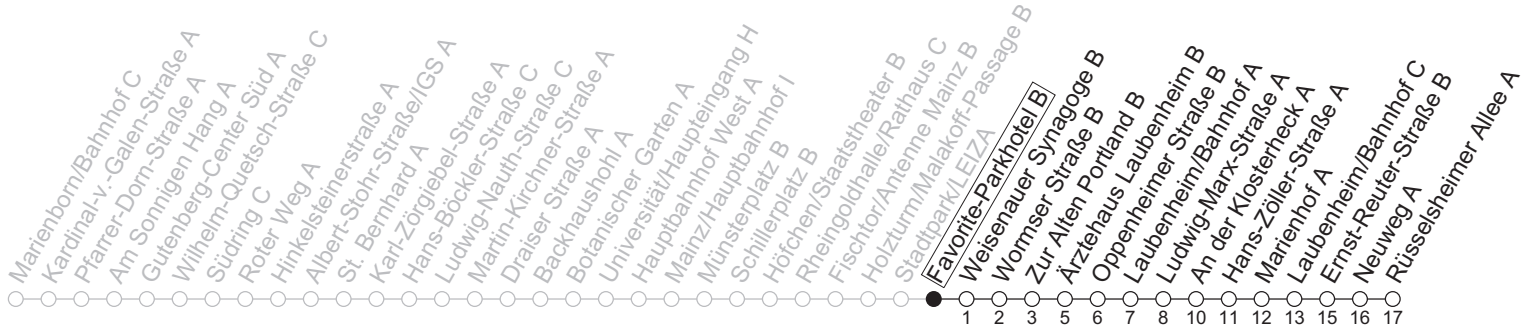 Marienborn/Bahnhof C
Kardinal-v.-Galen-Straße A
Pfarrer-Dorn-Straße A
Am Sonnigen Hang A
Gutenberg-Center Süd A
Wilhelm-Quetsch-Straße C
Südring C
Roter Weg A
Hinkelsteinerstraße A
Albert-Stohr-Straße/IGS A
St. Bernhard A
Karl-Zörgiebel-Straße A
Hans-Böckler-Straße C
Ludwig-Nauth-Straße C
Martin-Kirchner-Straße A
Draiser Straße A
Backhaushohl A
Botanischer Garten A
Universität/Haupteingang H
Hauptbahnhof West A
Mainz/Hauptbahnhof I
Münsterplatz B
Schillerplatz B
Höfchen/Staatstheater B
Rheingoldhalle/Rathaus C
Fischtor/Antenne Mainz B
Holzturm/Malakoff-Passage B
Stadtpark/LEIZA
Favorite-Parkhotel B
Weisenauer Synagoge B
Wormser Straße B
Zur Alten Portland B
Ärztehaus Laubenheim B
Oppenheimer Straße B
Laubenheim/Bahnhof A
Ludwig-Marx-Straße A
An der Klosterheck A
Hans-Zöller-Straße A
Marienhof A
Laubenheim/Bahnhof C
Ernst-Reuter-Straße B
Neuweg A
Rüsselsheimer Allee A
1 2 3 5 6 7 8 10 11 12 13 15 16 17